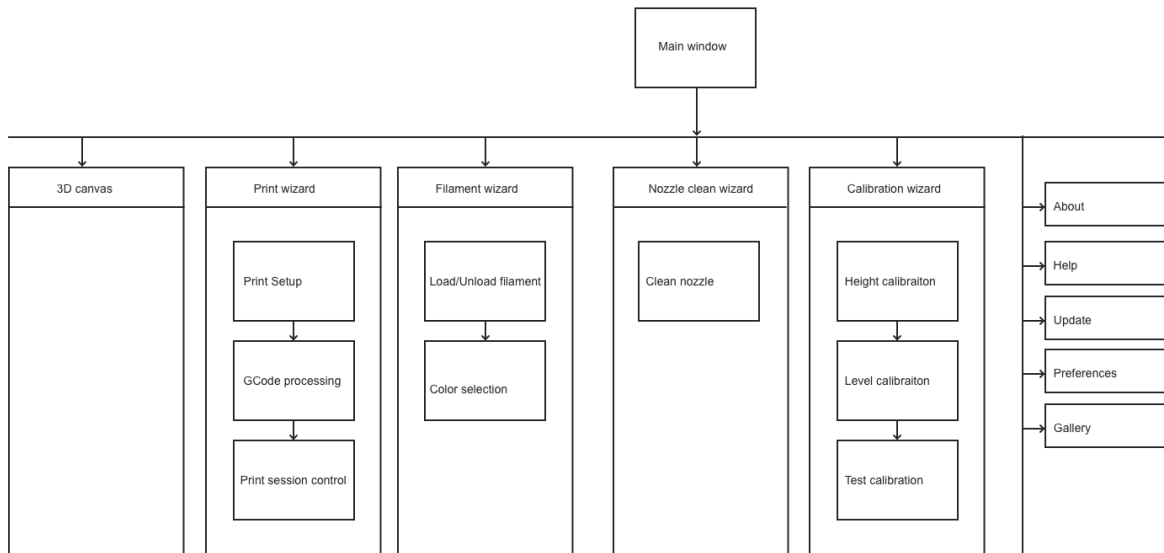 Main window
3D canvas
Print wizard
Filament wizard
Nozzle clean wizard
Calibration wizard
About
Help
Update
Preferences
Gallery
Print Setup
GCode processing
Print session control
Load/Unload filament
Color selection
Clean nozzle
Height calibraiton
Level calibraiton
Test calibration